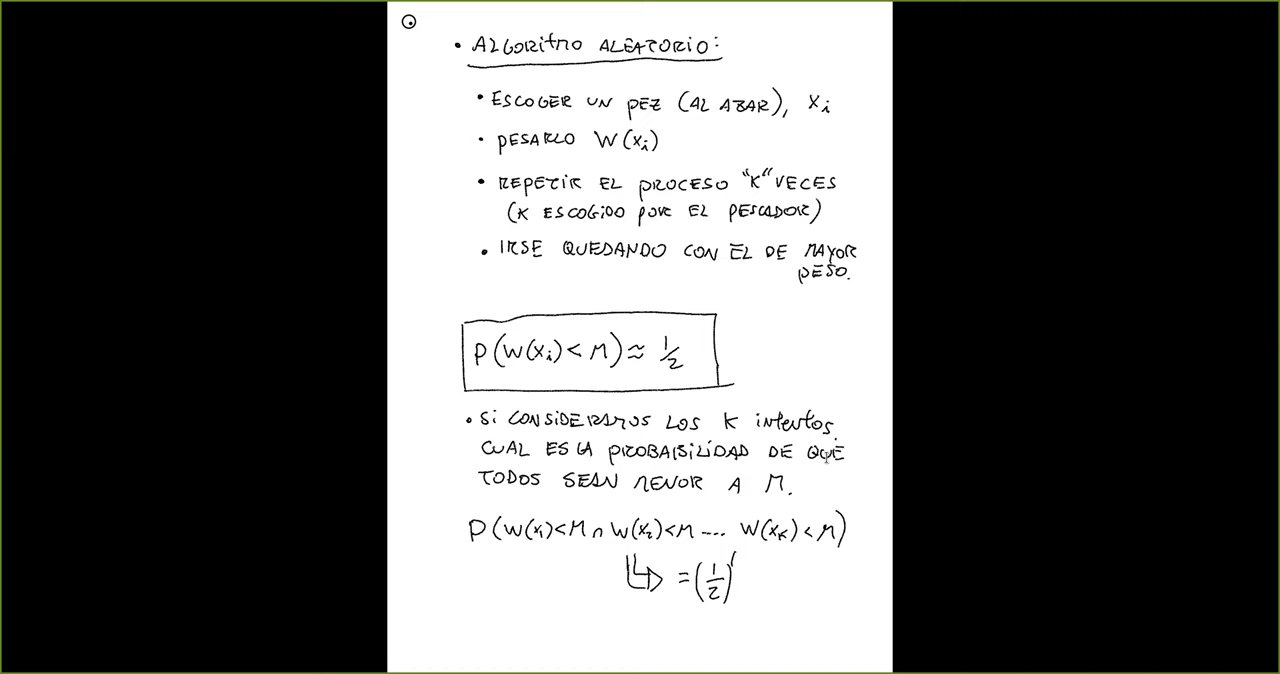 • ALGORITMO ALEATORIO:
• ESCOGER UN PEZ (AL AZAR), Xi
• PESARLO W(xi)
• REPETIR EL PROCESO "K" VECES
(K ESCOGIDO POR EL PESCADOR)
• IRSE QUEDANDO CON EL DE MAYOR
PESO.
P(W(xi)<M)≈ 1/2
• Si CONSIDERAMOS LOS K intentos.
CUAL ES LA PROBABILIDAD DE QUE
TODOS SEAN MENOR A M.
P(W(x1)<M ∩ W(x2)<M .... W(xK)<M)
= (1/2)